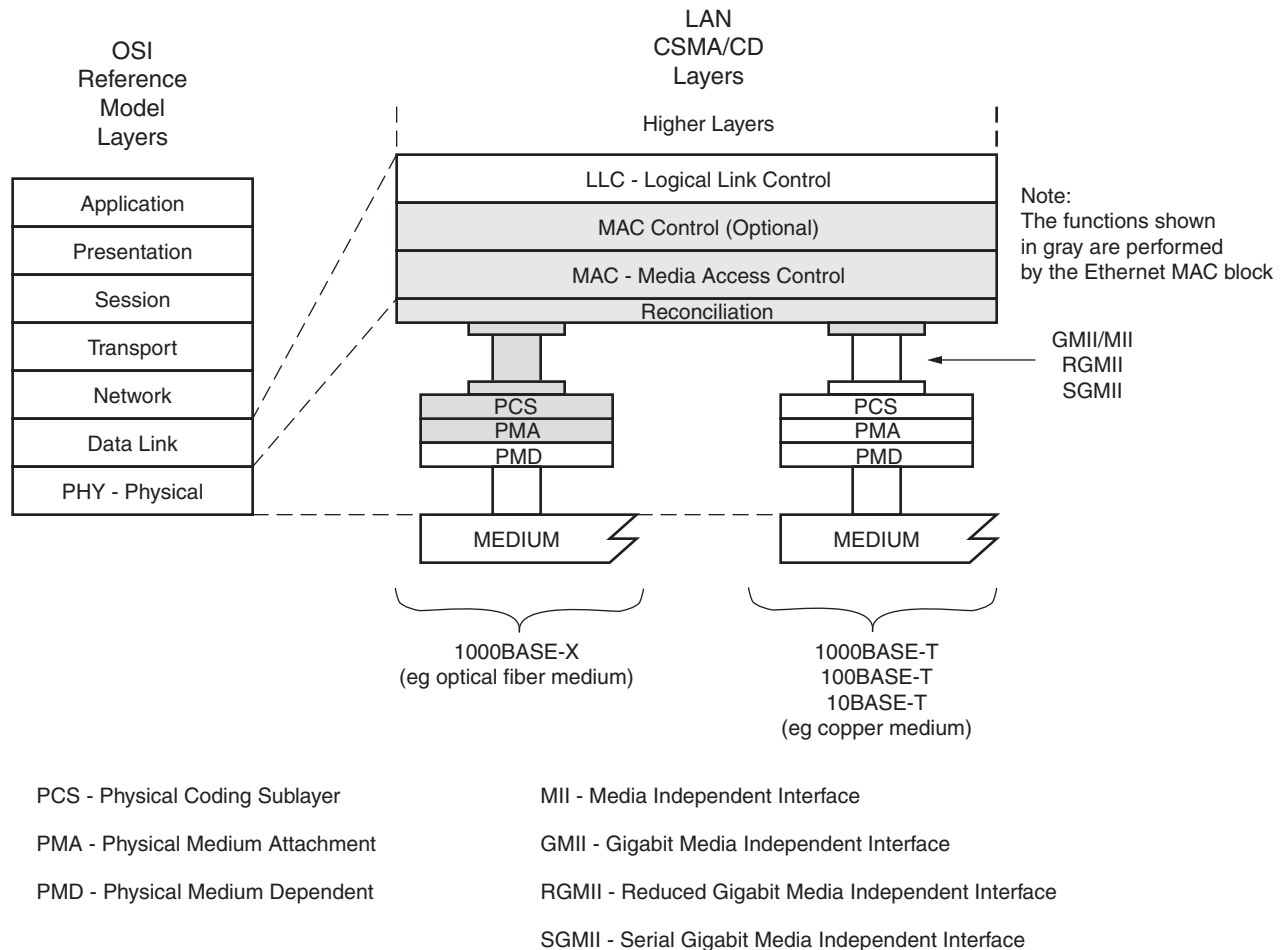 OSI
Reference
Model
Layers
LAN
CSMA/CD
Layers
Higher Layers
Application
Presentation
Session
Transport
Network
Data Link
PHY - Physical
LLC - Logical Link Control
MAC Control (Optional)
MAC - Media Access Control
Reconciliation
Note:
The functions shown
in gray are performed
by the Ethernet MAC block
GMII/MII
RGMII
SGMII
PCS
PMA
PMD
MEDIUM
PCS
PMA
PMD
MEDIUM
1000BASE-X
(eg optical fiber medium)
1000BASE-T
100BASE-T
10BASE-T
(eg copper medium)
PCS - Physical Coding Sublayer
PMA - Physical Medium Attachment
PMD - Physical Medium Dependent
MII - Media Independent Interface
GMII - Gigabit Media Independent Interface
RGMII - Reduced Gigabit Media Independent Interface
SGMII - Serial Gigabit Media Independent Interface